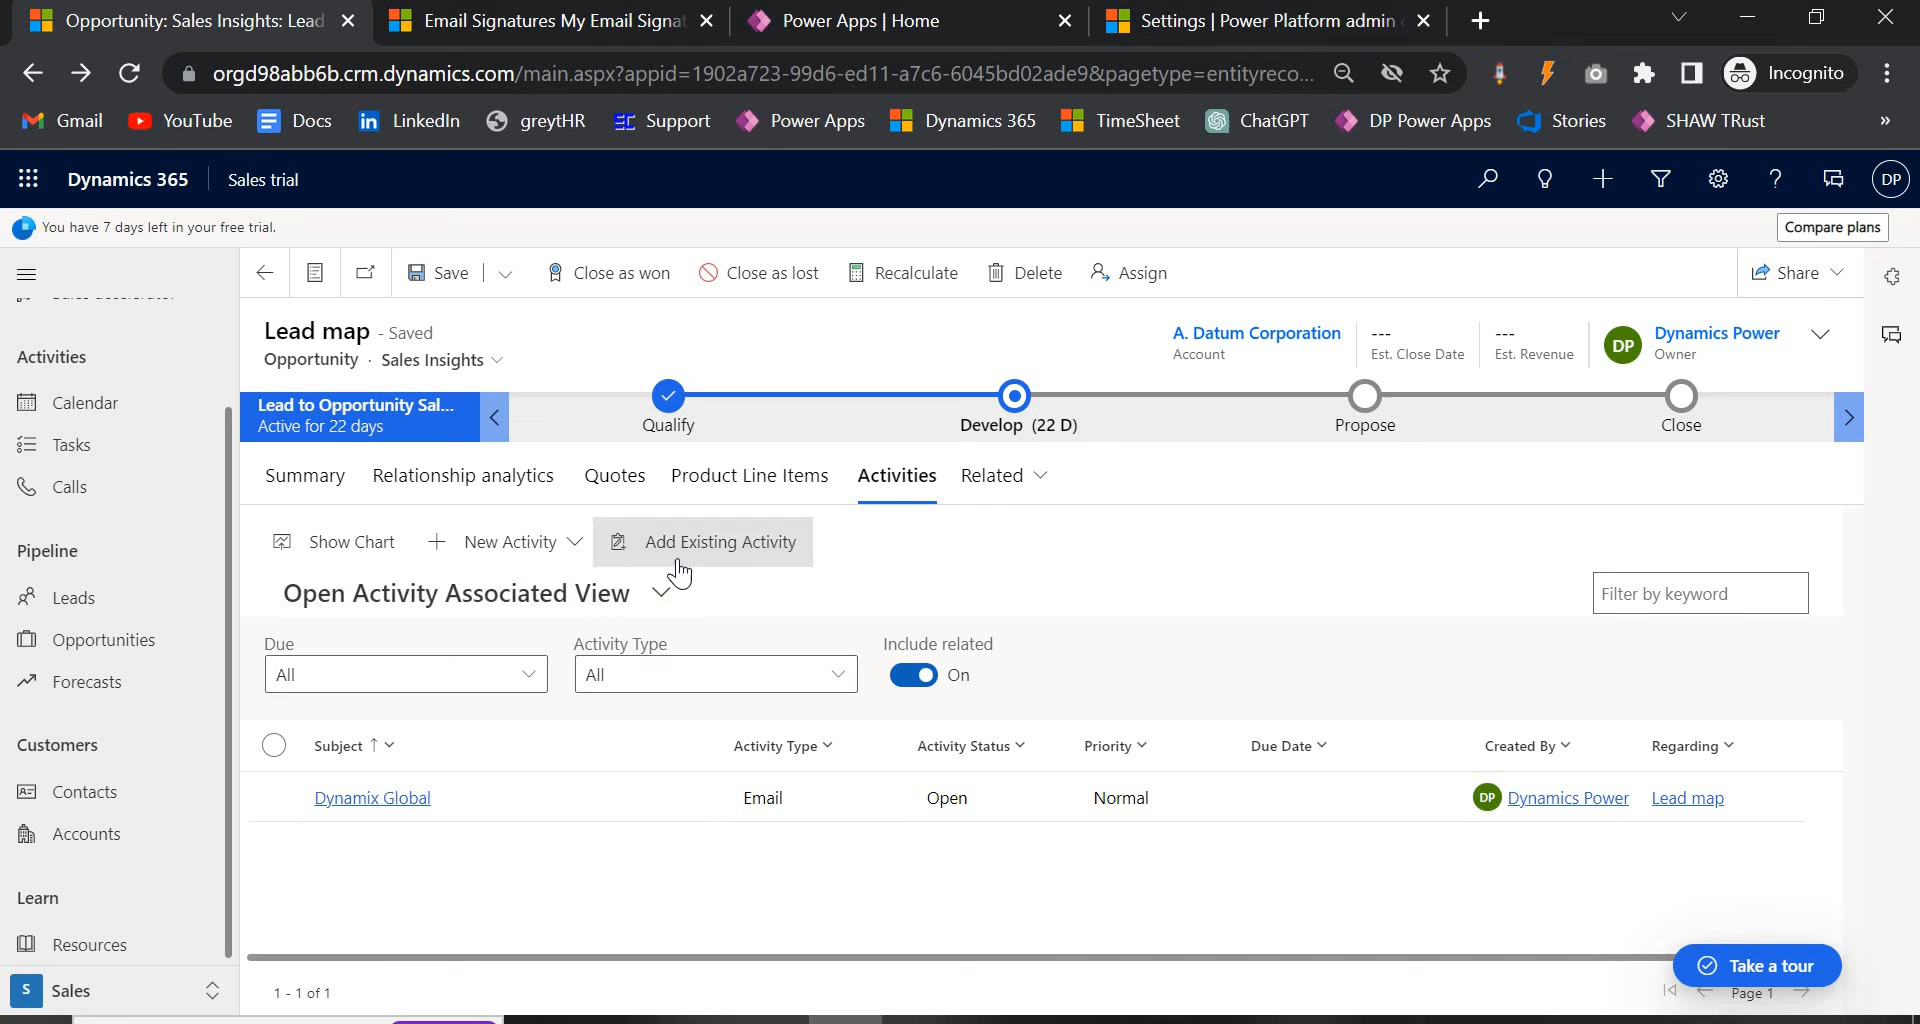 Opportunity: Sales Insights: Lead
Email Signatures My Email Signat
Power Apps | Home
Settings | Power Platform admin
orgd98abb6b.crm.dynamics.com/main.aspx?appid=1902a723-99d6-ed11-a7c6-6045bd02ade9&pagetype=entityreco...
Incognito
Gmail
YouTube
Docs
LinkedIn
greytHR
Support
Power Apps
Dynamics 365
TimeSheet
ChatGPT
DP Power Apps
Stories
SHAW TRust
»
Dynamics 365
Sales trial
DP
You have 7 days left in your free trial.
Compare plans
Save
Close as won
Close as lost
Recalculate
Delete
Assign
Share
Activities
Calendar
Tasks
Calls
Pipeline
Leads
Opportunities
Forecasts
Customers
Contacts
Accounts
Learn
Resources
S Sales
Lead map - Saved
Opportunity · Sales Insights
A. Datum Corporation
Account
---
Est. Close Date
---
Est. Revenue
DP
Dynamics Power
Owner
Lead to Opportunity Sal...
Active for 22 days
Qualify
Develop (22 D)
Propose
Close
Summary
Relationship analytics
Quotes
Product Line Items
Activities
Related
Show Chart
New Activity
Add Existing Activity
Open Activity Associated View
Filter by keyword
Due
All
Activity Type
All
Include related
On
Subject
Activity Type
Activity Status
Priority
Due Date
Created By
Regarding
Dynamix Global
Email
Open
Normal
DP Dynamics Power
Lead map
Take a tour
1 - 1 of 1
Page 1